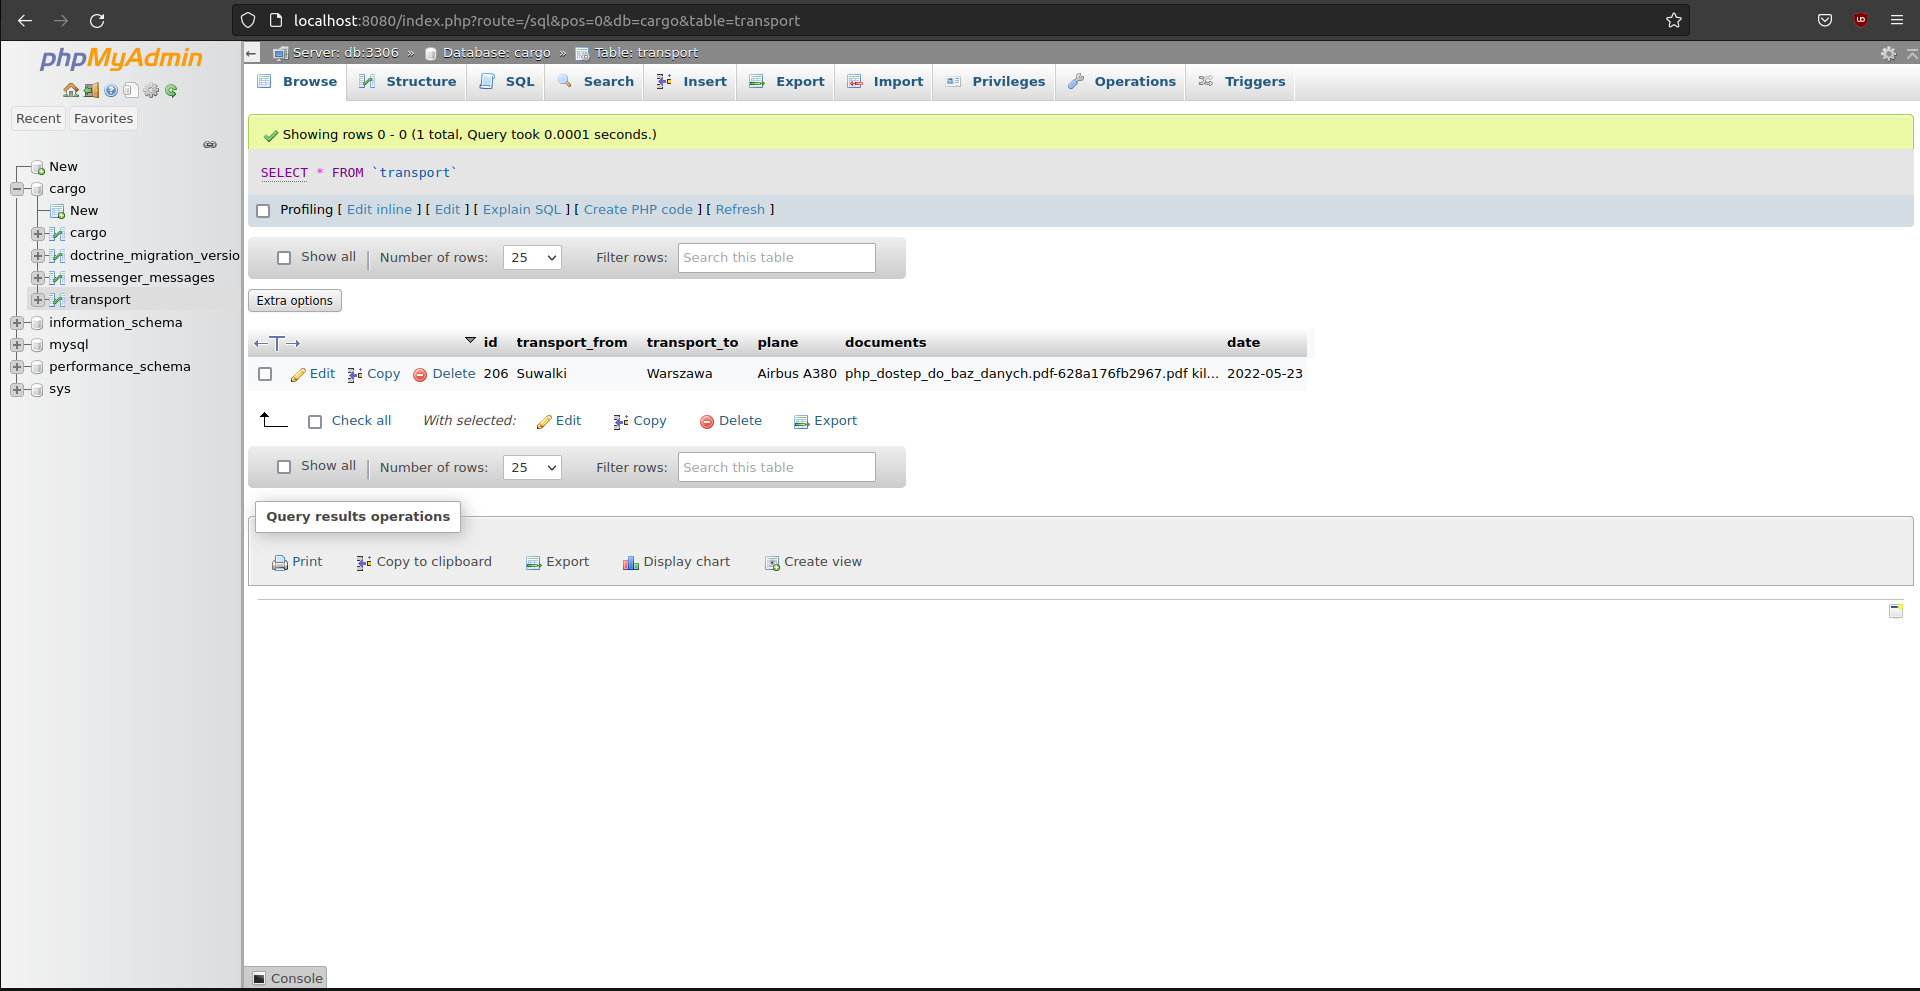 localhost:8080/index.php?route=/sql&pos=0&db=cargo&table=transport
phpMyAdmin
Recent Favorites
New
cargo
New
cargo
doctrine_migration_versio
messenger_messages
transport
information_schema
mysql
performance_schema
sys
Server: db:3306 » Database: cargo » Table: transport
Browse Structure SQL Search Insert Export Import Privileges Operations Triggers
Showing rows 0 - 0 (1 total, Query took 0.0001 seconds.)
SELECT * FROM `transport`
Profiling [ Edit inline ] [ Edit ] [ Explain SQL ] [ Create PHP code ] [ Refresh ]
Show all Number of rows: 25 Filter rows: Search this table
Extra options
id transport_from transport_to plane documents date
Edit Copy Delete 206 Suwalki Warszawa Airbus A380 php_dostep_do_baz_danych.pdf-628a176fb2967.pdf kil... 2022-05-23
Check all With selected: Edit Copy Delete Export
Show all Number of rows: 25 Filter rows: Search this table
Query results operations
Print Copy to clipboard Export Display chart Create view
Console